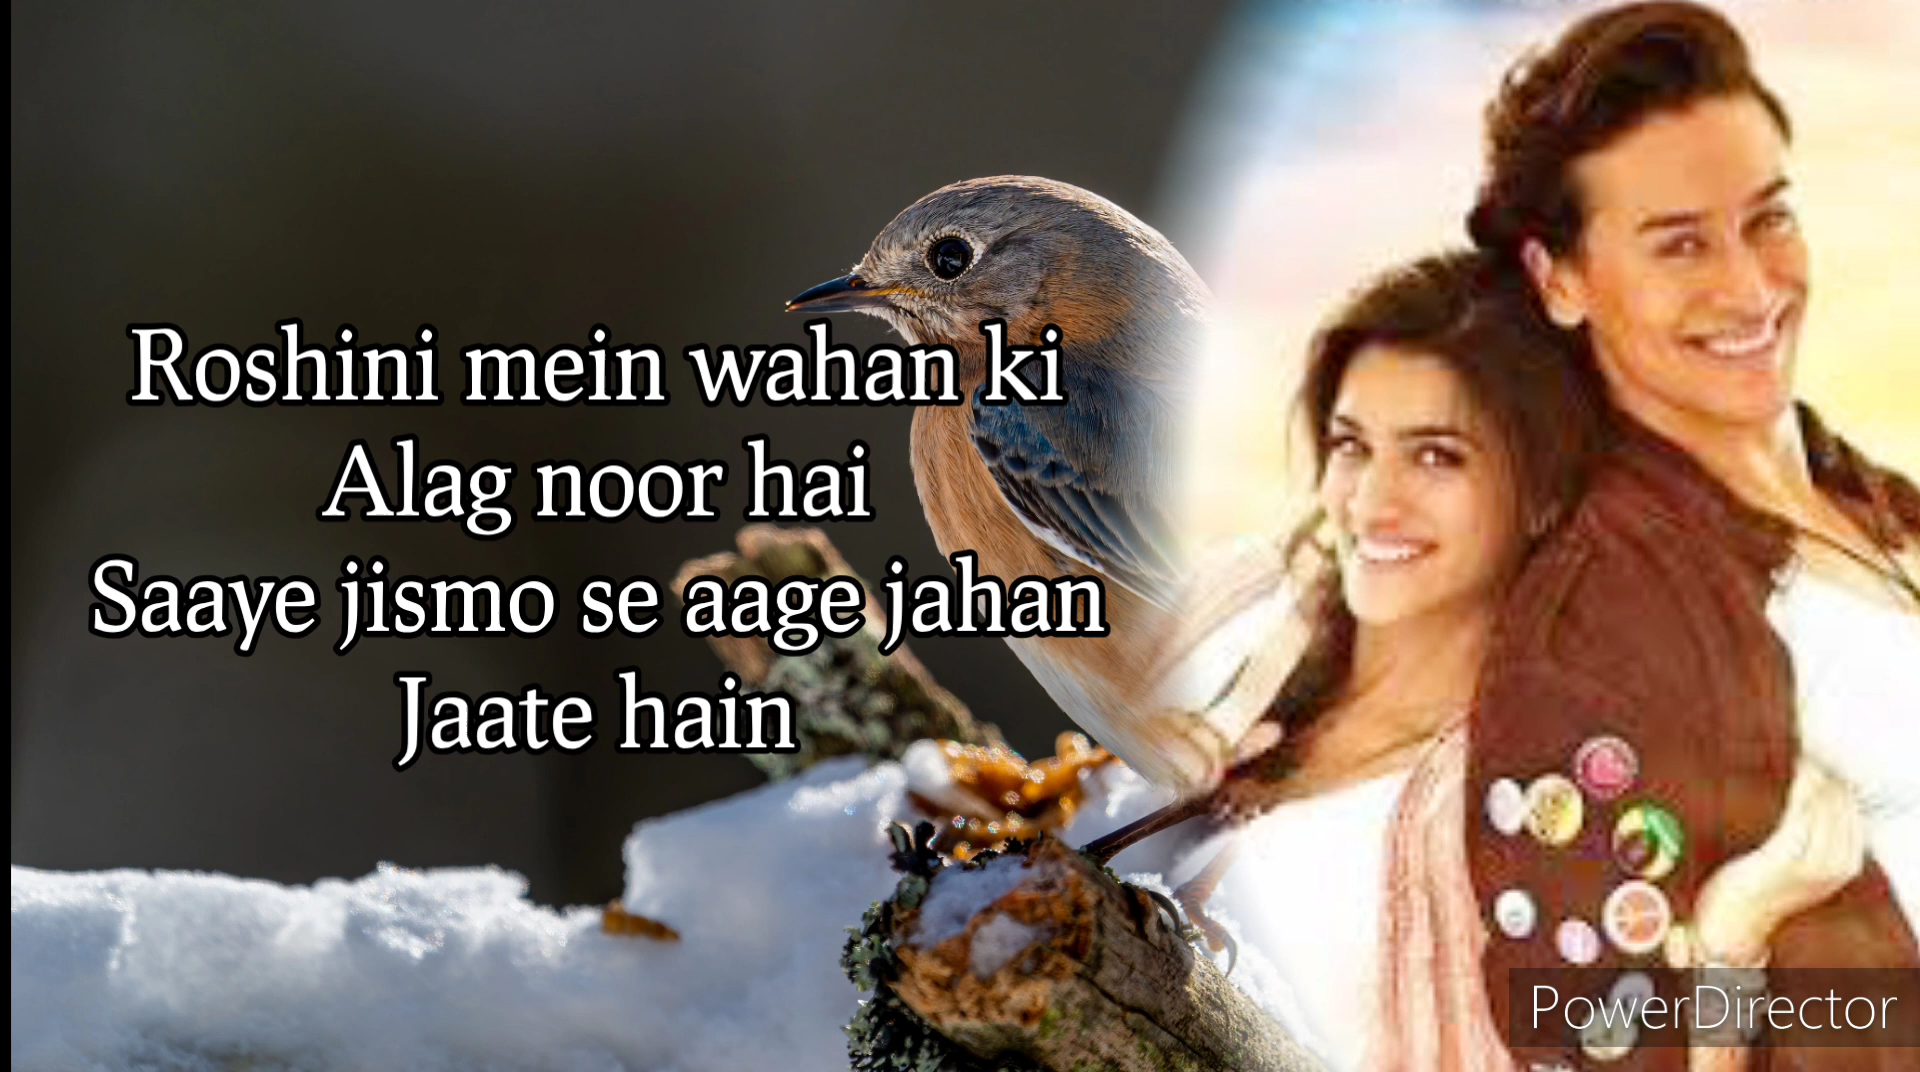 Roshini mein wahan ki
Alag noor hai
Saaye jismo se aage jahan
Jaate hain
PowerDirector